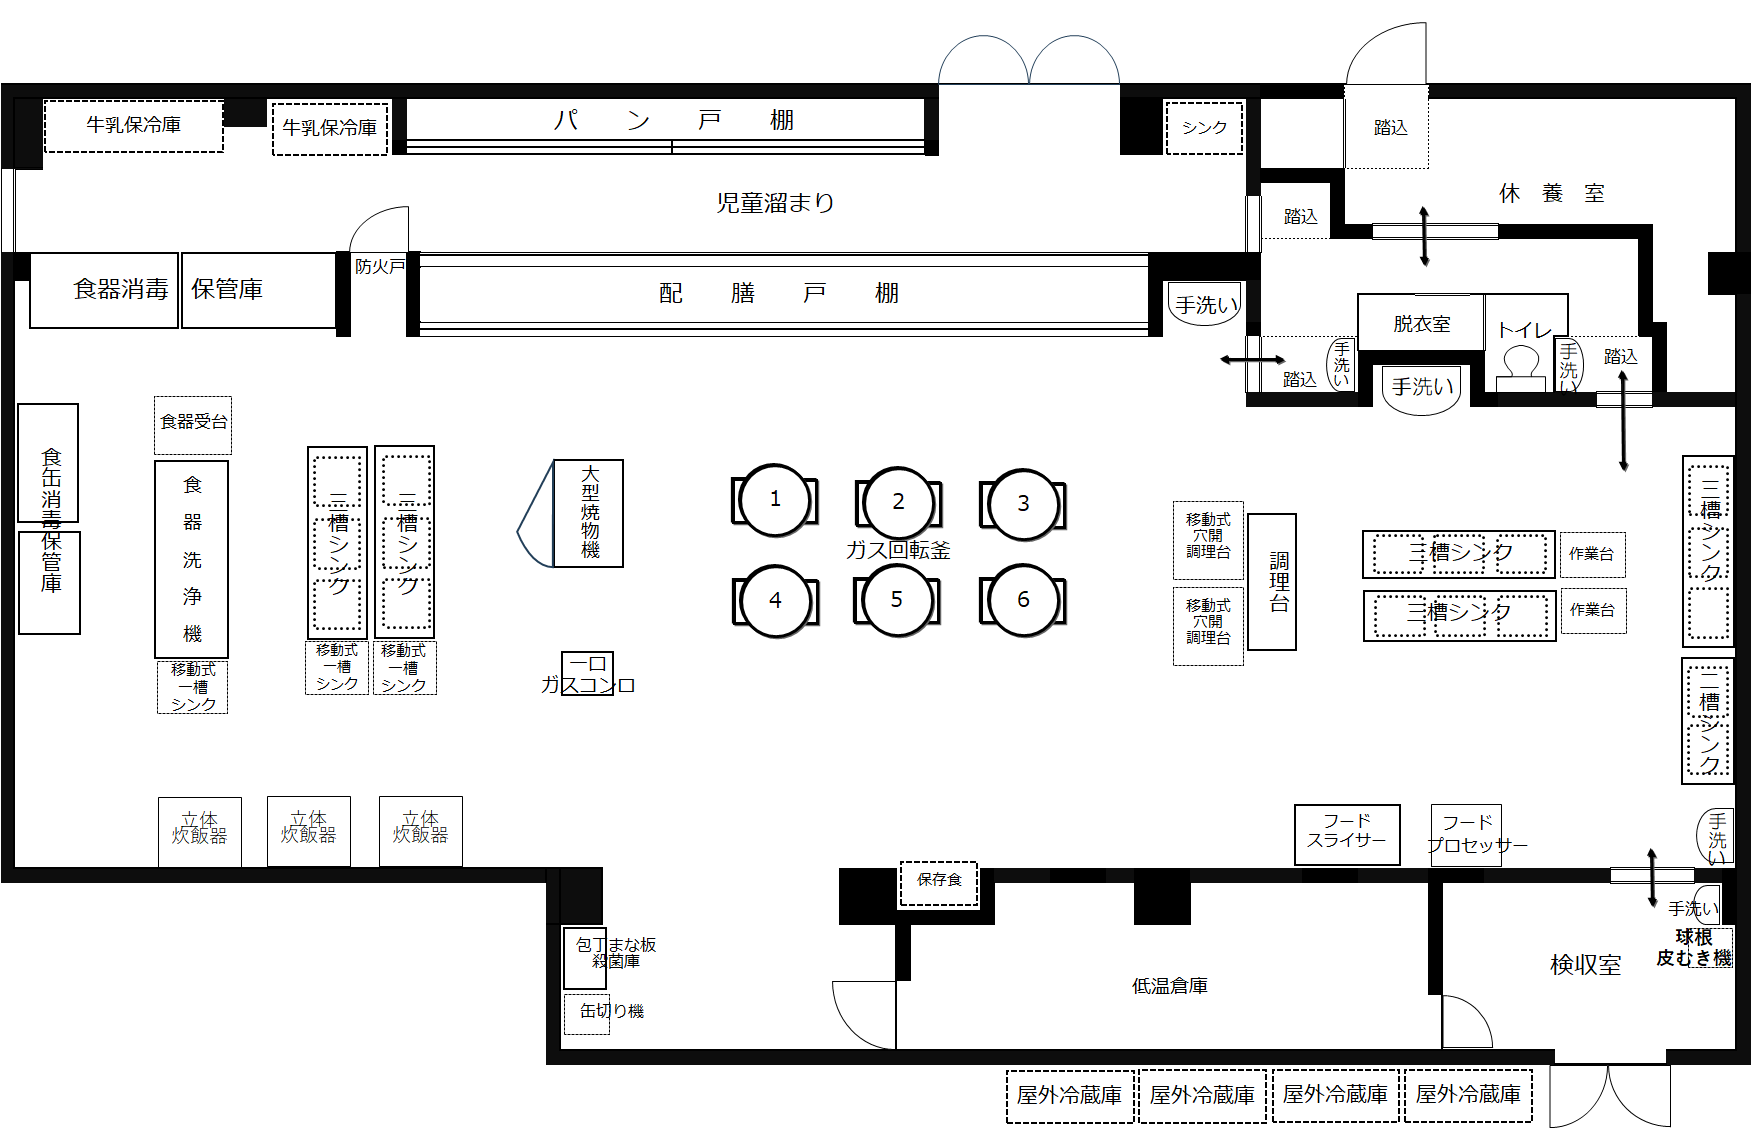 牛乳保冷庫
牛乳保冷庫
パン戸棚
シンク
踏込
児童溜まり
踏込
休養室
防火戸
食器消毒
保管庫
配膳戸棚
手洗い
脱衣室
トイレ
手洗い
踏込
手洗い
手洗い
踏込
食器受台
食缶消毒保管庫
食器洗浄機
三槽シンク
三槽シンク
大型焼物機
1
2
3
ガス回転釜
4
5
6
移動式
穴開
調理台
移動式
穴開
調理台
調理台
三槽シンク
作業台
三槽シンク
作業台
三槽シンク
二槽シンク
移動式
一槽
シンク
移動式
一槽
シンク
移動式
一槽
シンク
一口
ガスコンロ
立体
炊飯器
立体
炊飯器
立体
炊飯器
フード
スライサー
フード
プロセッサー
手洗い
保存食
手洗い
球根
皮むき機
包丁まな板
殺菌庫
缶切り機
低温倉庫
検収室
屋外冷蔵庫
屋外冷蔵庫
屋外冷蔵庫
屋外冷蔵庫